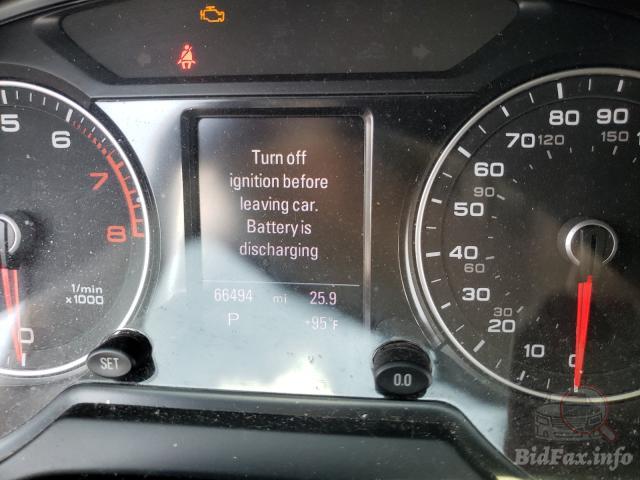 5
6
7
8
1/min
x1000
0
SET
Turn off
ignition before
leaving car.
Battery is
discharging
66494 mi 25.9
P +95°F
0.0
0
10
20
30
30
40
60
50
60
90
70
120
80
90
150
BidFax.info